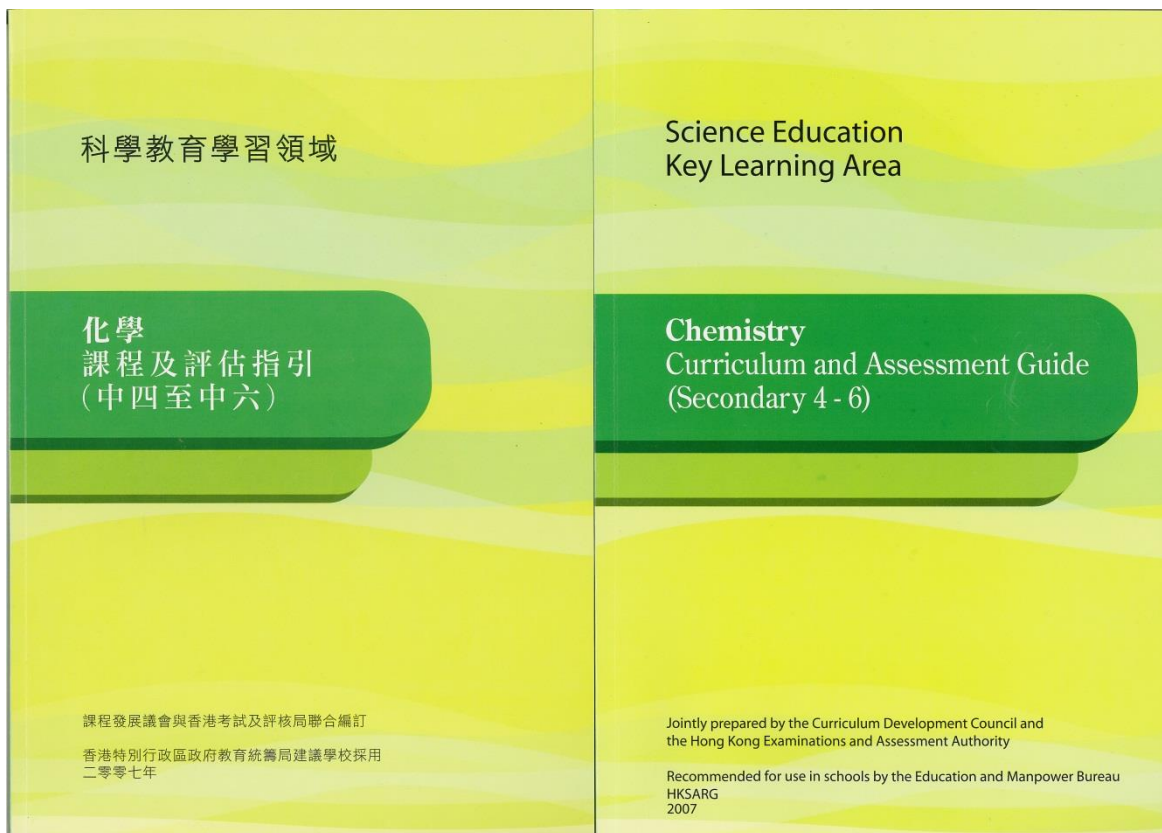 科學教育學習領域
化學
課程及評估指引
(中四至中六)
課程發展議會與香港考試及評核局聯合編訂
香港特別行政區政府教育統籌局建議學校採用
二零零七年
Science Education
Key Learning Area
Chemistry
Curriculum and Assessment Guide
(Secondary 4 - 6)
Jointly prepared by the Curriculum Development Council and
the Hong Kong Examinations and Assessment Authority
Recommended for use in schools by the Education and Manpower Bureau
HKSARG
2007